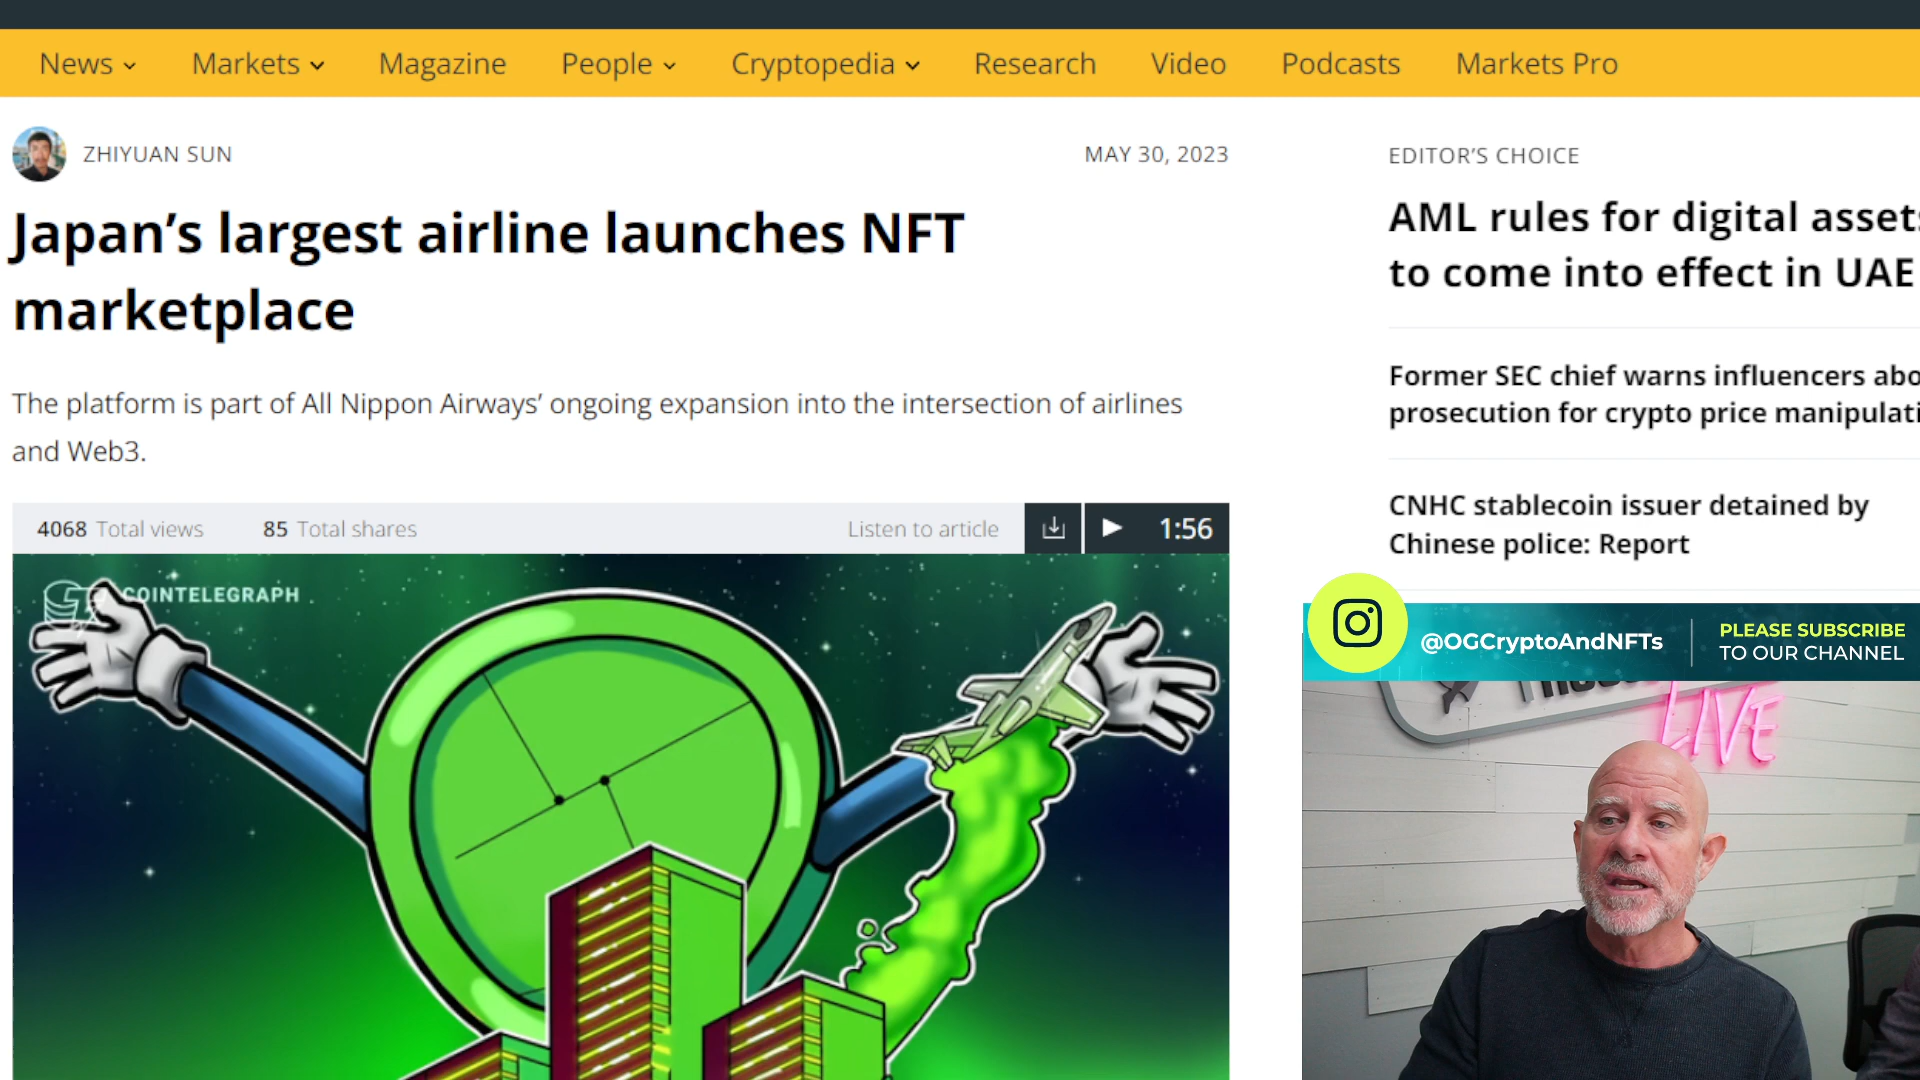 News
Markets
Magazine
People
Cryptopedia
Research
Video
Podcasts
Markets Pro
ZHIYUAN SUN
MAY 30, 2023
Japan's largest airline launches NFT
marketplace
The platform is part of All Nippon Airways' ongoing expansion into the intersection of airlines
and Web3.
4068 Total views
85 Total shares
Listen to article
1:56
COINTELEGRAPH
EDITOR'S CHOICE
AML rules for digital assets
to come into effect in UAE
Former SEC chief warns influencers abo
prosecution for crypto price manipulati
CNHC stablecoin issuer detained by
Chinese police: Report
@OGCryptoAndNFTs
PLEASE SUBSCRIBE
TO OUR CHANNEL
LIVE